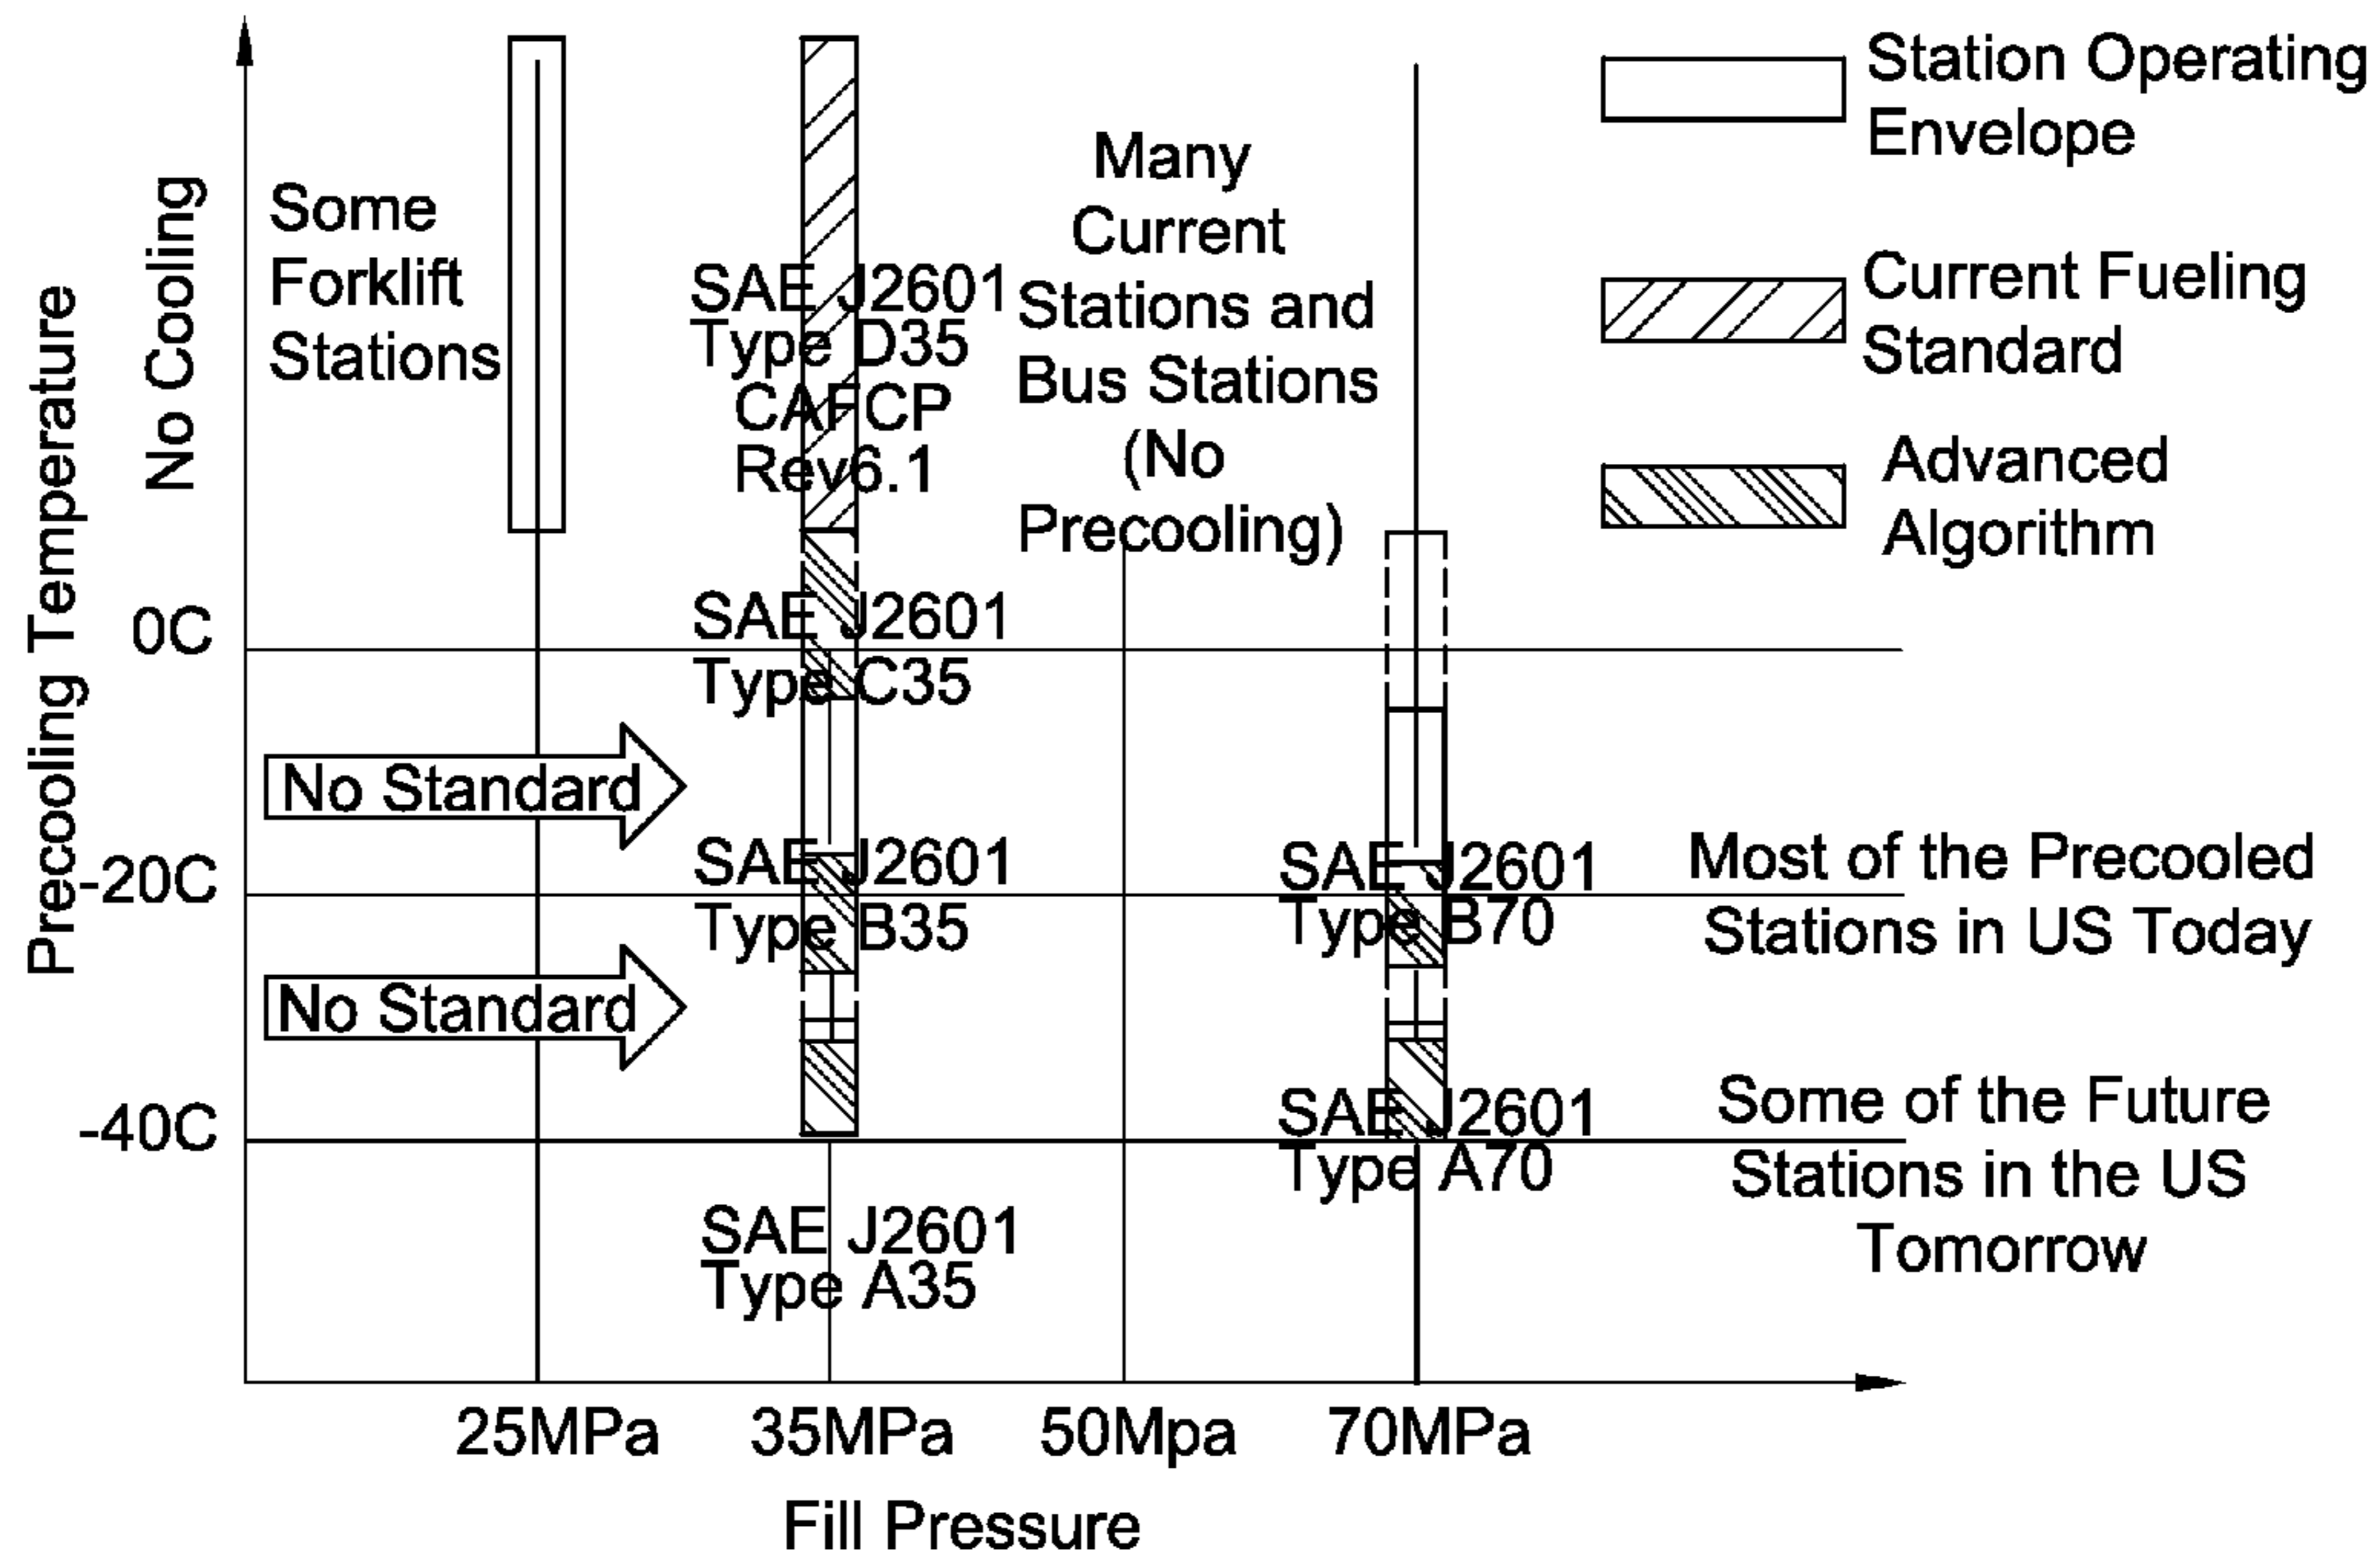 Precooling Temperature
No Cooling
0C
-20C
-40C
Some
Forklift
Stations
SAE J2601
Type D35
CAFCP
Rev6.1
Many
Current
Stations and
Bus Stations
(No
Precooling)
Station Operating
Envelope
Current Fueling
Standard
Advanced
Algorithm
SAE J2601
Type C35
No Standard
SAE J2601
Type B35
SAE J2601
Type B70
Most of the Precooled
Stations in US Today
No Standard
SAE J2601
Type A70
Some of the Future
Stations in the US
Tomorrow
SAE J2601
Type A35
25MPa
35MPa
50Mpa
70MPa
Fill Pressure